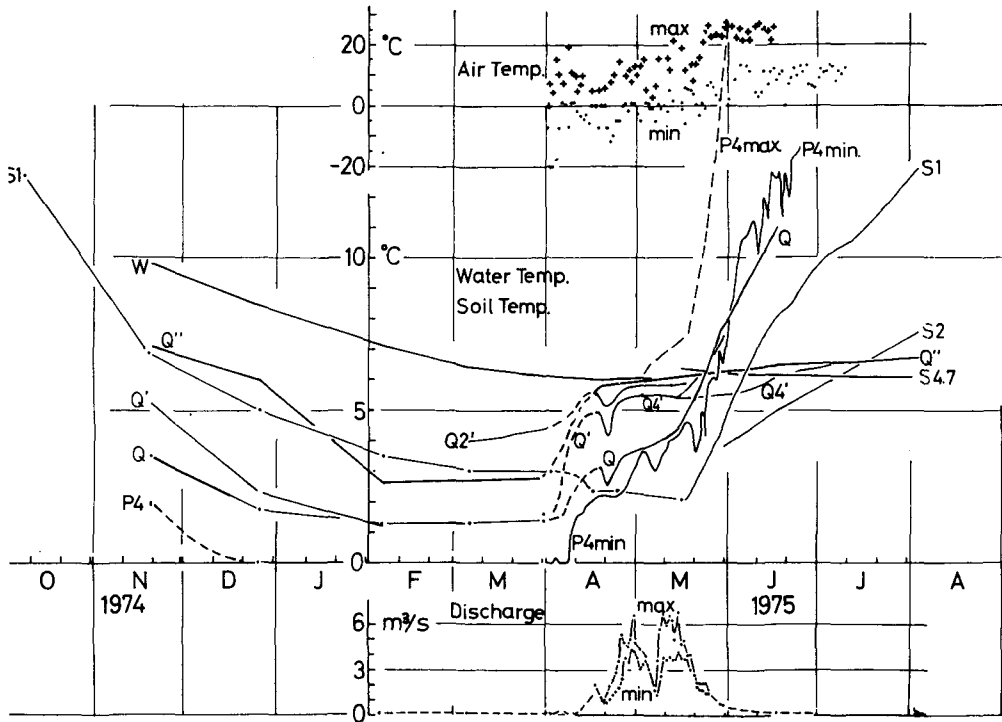 20 °C max
Air Temp.
0
min
-20
P4max P4min.
S1 S1
10 °C Q
W Water Temp.
Soil Temp.
S2
Q'' Q''
S4.7
Q' 5 Q4' Q4'
Q2' Q'
Q Q
P4
P4min
0
O N D J F M A M J J A
1974 1975
Discharge max
m³/s
6
3
min
0